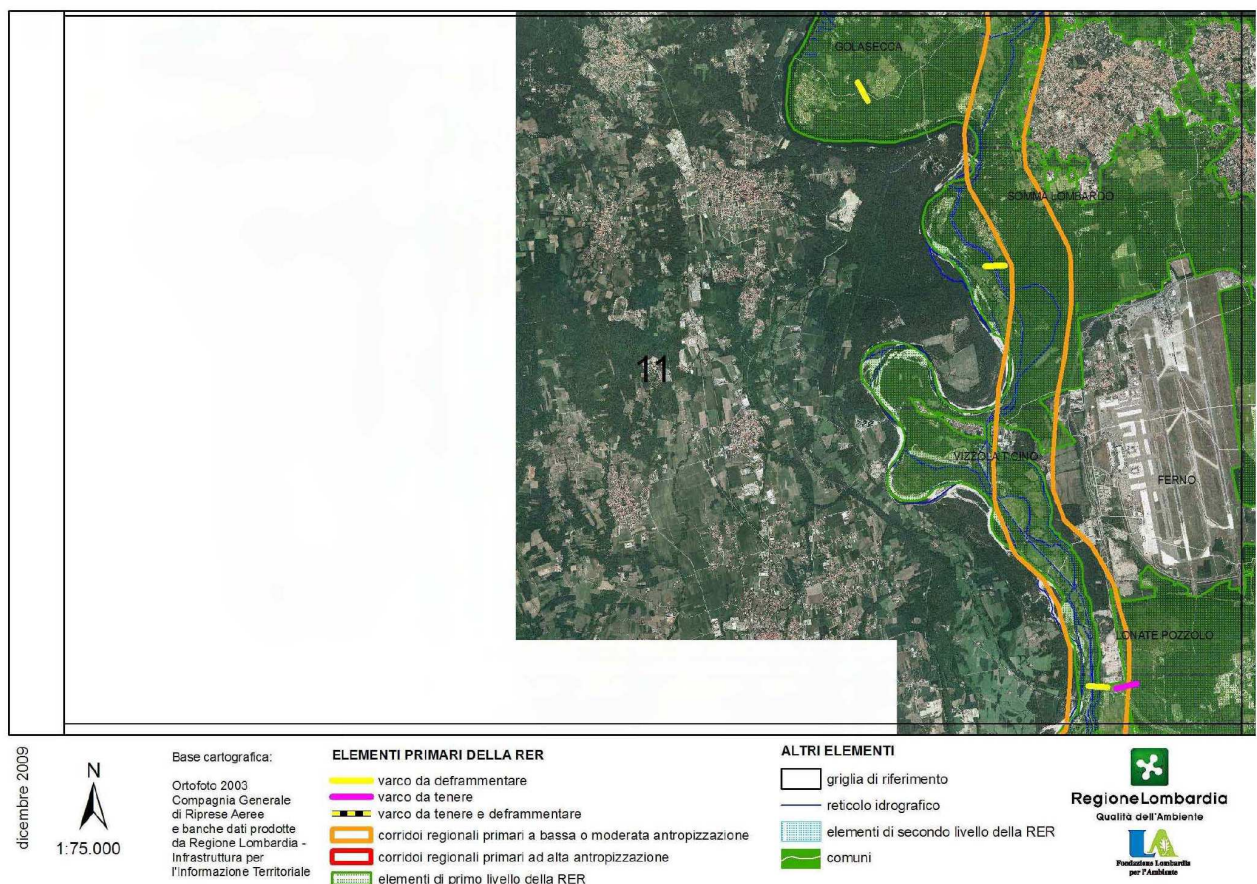 GOLASECCA
SOMMA LOMBARDO
11
VIZZOLA TICINO
FERNO
LONATE POZZOLO
dicembre 2009
N
1:75.000
Base cartografica:
Ortofoto 2003
Compagnia Generale
di Riprese Aeree
e banche dati prodotte
da Regione Lombardia -
Infrastruttura per
l'Informazione Territoriale
ELEMENTI PRIMARI DELLA RER
varco da deframmentare
varco da tenere
varco da tenere e deframmentare
corridoi regionali primari a bassa o moderata antropizzazione
corridoi regionali primari ad alta antropizzazione
elementi di primo livello della RER
ALTRI ELEMENTI
griglia di riferimento
reticolo idrografico
elementi di secondo livello della RER
comuni
RegioneLombardia
Qualità dell'Ambiente
Fondazione Lombardia
per l'Ambiente